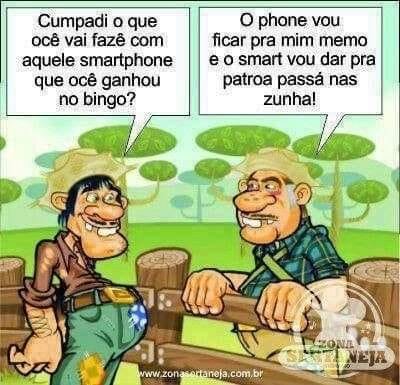 Cumpadi o que
ocê vai fazê com
aquele smartphone
que ocê ganhou
no bingo?
O phone vou
ficar pra mim memo
e o smart vou dar pra
patroa passá nas
zunha!
ZONA
SERTANEJA
www.zonasertaneja.com.br